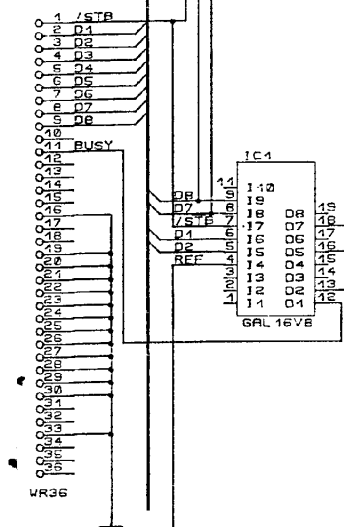 1 /STB
2 D1
3 D2
4 D3
5 D4
6 D5
7 D6
8 D7
9 D8
10
11 BUSY
12
13
14
15
16
17
18
19
20
21
22
23
24
25
26
27
28
29
30
31
32
33
34
35
36
WR36
IC1
11 I10
D8 9 I9
D7 8 I8 O8 19
/STB 7 I7 O7 18
D1 6 I6 O6 17
D2 5 I5 O5 16
REF 4 I4 O4 15
3 I3 O3 14
2 I2 O2 13
1 I1 O1 12
GAL16V8